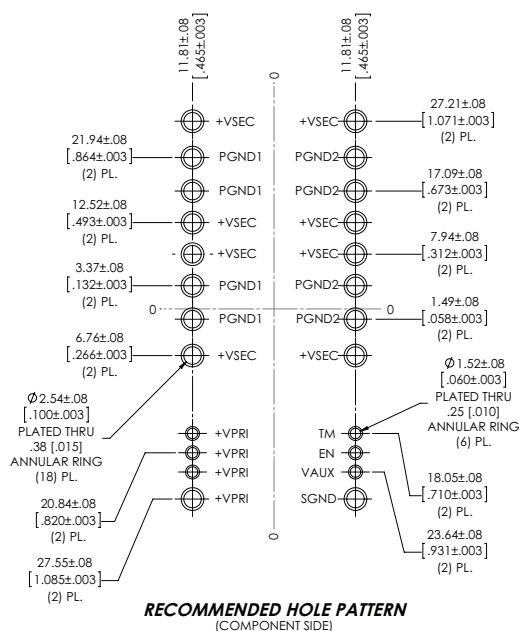 11.81±.08
[.465±.003]
11.81±.08
[.465±.003]
0
+VSEC
+VSEC
27.21±.08
[1.071±.003]
(2) PL.
21.94±.08
[.864±.003]
(2) PL.
PGND1
PGND2
PGND1
PGND2
17.09±.08
[.673±.003]
(2) PL.
12.52±.08
[.493±.003]
(2) PL.
+VSEC
+VSEC
+VSEC
+VSEC
7.94±.08
[.312±.003]
(2) PL.
3.37±.08
[.132±.003]
(2) PL.
PGND1
PGND2
0
0
PGND1
PGND2
1.49±.08
[.058±.003]
(2) PL.
6.76±.08
[.266±.003]
(2) PL.
+VSEC
+VSEC
Ø2.54±.08
[.100±.003]
PLATED THRU
.38 [.015]
ANNULAR RING
(18) PL.
Ø1.52±.08
[.060±.003]
PLATED THRU
.25 [.010]
ANNULAR RING
(6) PL.
+VPRI
TM
+VPRI
EN
+VPRI
VAUX
+VPRI
SGND
20.84±.08
[.820±.003]
(2) PL.
18.05±.08
[.710±.003]
(2) PL.
27.55±.08
[1.085±.003]
(2) PL.
23.64±.08
[.931±.003]
(2) PL.
0
RECOMMENDED HOLE PATTERN
(COMPONENT SIDE)